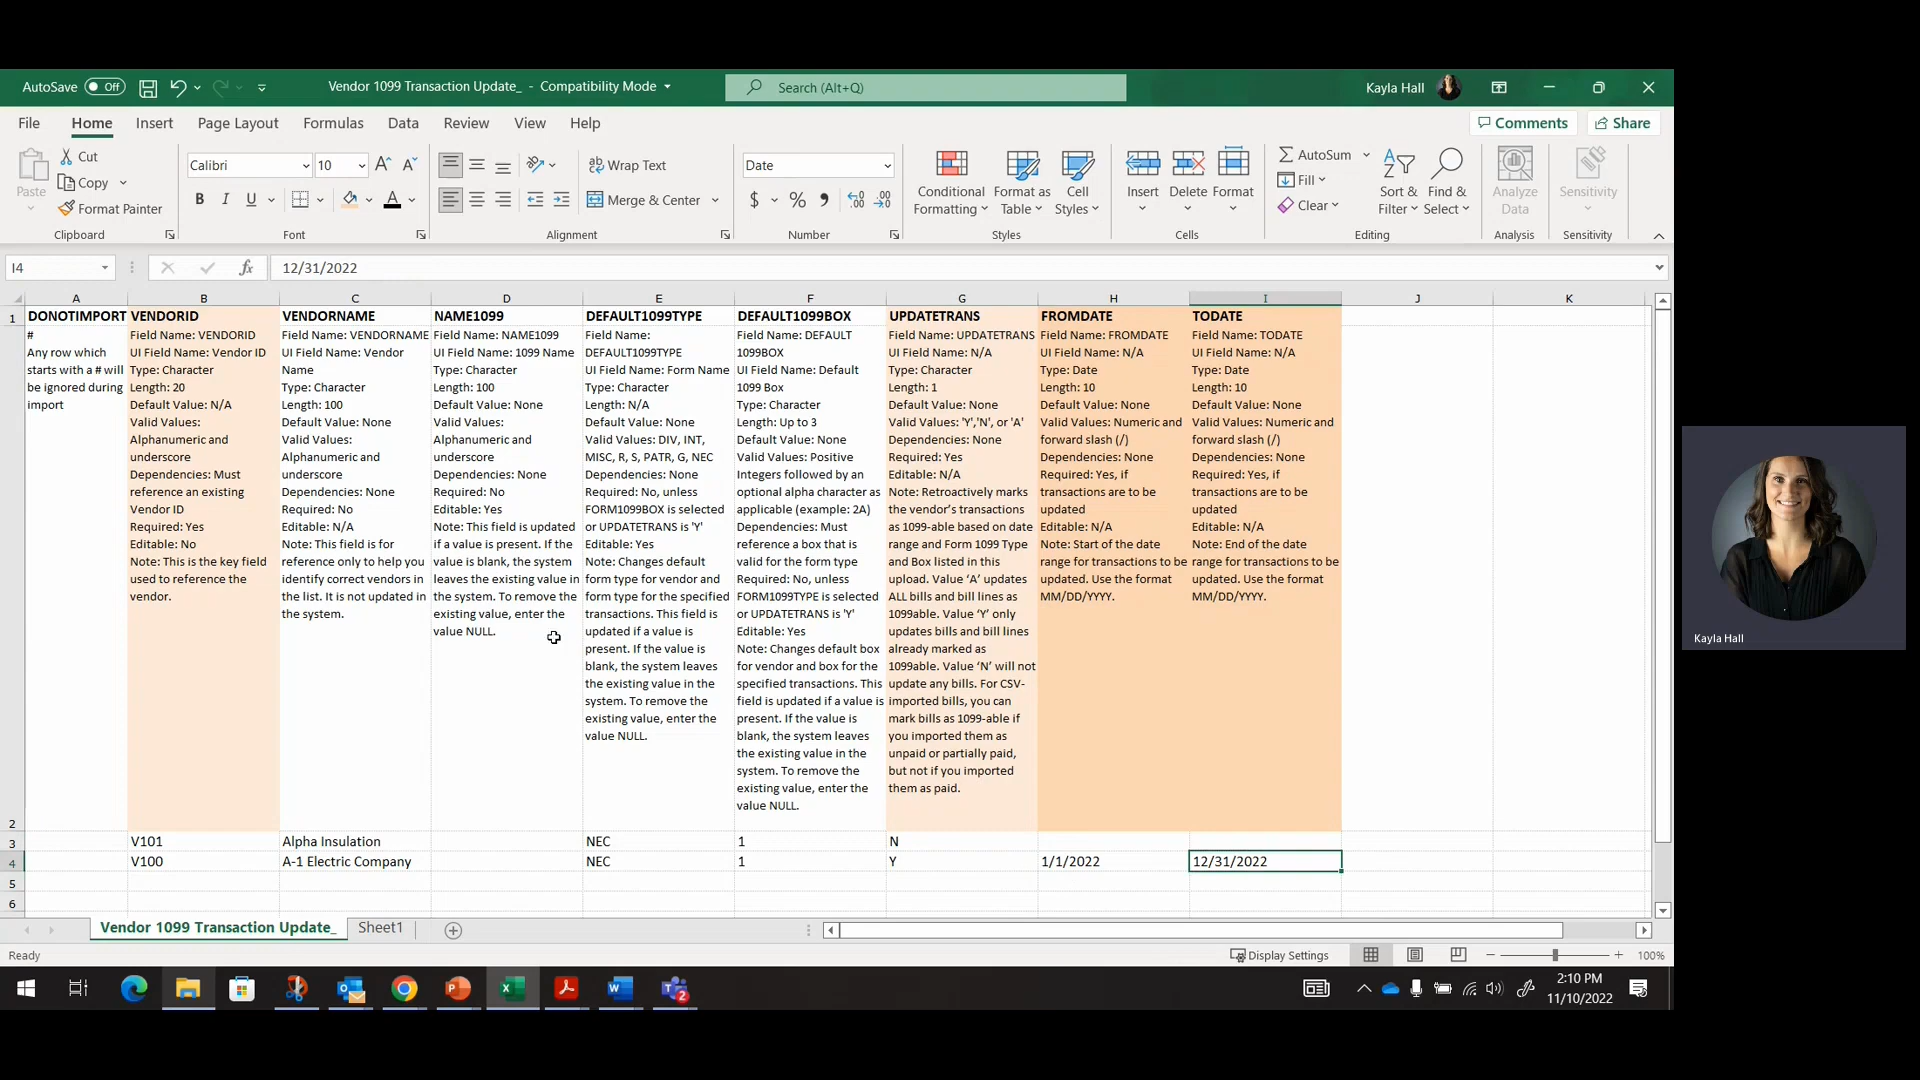 AutoSave Off
Vendor 1099 Transaction Update_ - Compatibility Mode
Search (Alt+Q)
Kayla Hall
File Home Insert Page Layout Formulas Data Review View Help
Comments Share
Paste
Cut
Copy
Format Painter
Clipboard
Calibri 10
B I U
Font
Wrap Text
Merge & Center
Alignment
Date
$ % 9
Number
Conditional Formatting
Format as Table
Cell Styles
Styles
Insert Delete Format
Cells
AutoSum
Fill
Clear
Sort & Filter
Find & Select
Editing
Analyze Data
Analysis
Sensitivity
Sensitivity
I4 fx 12/31/2022
A B C D E F G H I J K
1 DONOTIMPORT VENDORID VENDORNAME NAME1099 DEFAULT1099TYPE DEFAULT1099BOX UPDATETRANS FROMDATE TODATE
#
Any row which
starts with a # will
be ignored during
import
Field Name: VENDORID
UI Field Name: Vendor ID
Type: Character
Length: 20
Default Value: N/A
Valid Values:
Alphanumeric and
underscore
Dependencies: Must
reference an existing
Vendor ID
Required: Yes
Editable: No
Note: This is the key field
used to reference the
vendor.
Field Name: VENDORNAME
UI Field Name: Vendor
Name
Type: Character
Length: 100
Default Value: None
Valid Values:
Alphanumeric and
underscore
Dependencies: None
Required: No
Editable: N/A
Note: This field is for
reference only to help you
identify correct vendors in
the list. It is not updated in
the system.
Field Name: NAME1099
UI Field Name: 1099 Name
Type: Character
Length: 100
Default Value: None
Valid Values:
Alphanumeric and
underscore
Dependencies: None
Required: No
Editable: Yes
Note: This field is updated
if a value is present. If the
value is blank, the system
leaves the existing value in
the system. To remove the
existing value, enter the
value NULL.
Field Name:
DEFAULT1099TYPE
UI Field Name: Form Name
Type: Character
Length: N/A
Default Value: None
Valid Values: DIV, INT,
MISC, R, S, PATR, G, NEC
Dependencies: None
Required: No, unless
FORM1099BOX is selected
or UPDATETRANS is 'Y'
Editable: Yes
Note: Changes default
form type for vendor and
form type for the specified
transactions. This field is
updated if a value is
present. If the value is
blank, the system leaves
the existing value in the
system. To remove the
existing value, enter the
value NULL.
Field Name: DEFAULT
1099BOX
UI Field Name: Default
1099 Box
Type: Character
Length: Up to 3
Default Value: None
Valid Values: Positive
Integers followed by an
optional alpha character as
applicable (example: 2A)
Dependencies: Must
reference a box that is
valid for the form type
Required: No, unless
FORM1099TYPE is selected
or UPDATETRANS is 'Y'
Editable: Yes
Note: Changes default box
for vendor and box for the
specified transactions. This
field is updated if a value is
present. If the value is
blank, the system leaves
the existing value in the
system. To remove the
existing value, enter the
value NULL.
Field Name: UPDATETRANS
UI Field Name: N/A
Type: Character
Length: 1
Default Value: None
Valid Values: 'Y','N', or 'A'
Dependencies: None
Required: Yes
Editable: N/A
Note: Retroactively marks
the vendor's transactions
as 1099-able based on date
range and Form 1099 Type
and Box listed in this
upload. Value ‘A’ updates
ALL bills and bill lines as
1099able. Value ‘Y’ only
updates bills and bill lines
already marked as
1099able. Value ‘N’ will not
update any bills. For CSV-
imported bills, you can
mark bills as 1099-able if
you imported them as
unpaid or partially paid,
but not if you imported
them as paid.
Field Name: FROMDATE
UI Field Name: N/A
Type: Date
Length: 10
Default Value: None
Valid Values: Numeric and
forward slash (/)
Dependencies: None
Required: Yes, if
transactions are to be
updated
Editable: N/A
Note: Start of the date
range for transactions to be
updated. Use the format
MM/DD/YYYY.
Field Name: TODATE
UI Field Name: N/A
Type: Date
Length: 10
Default Value: None
Valid Values: Numeric and
forward slash (/)
Dependencies: None
Required: Yes, if
transactions are to be
updated
Editable: N/A
Note: End of the date
range for transactions to be
updated. Use the format
MM/DD/YYYY.
2
3 V101 Alpha Insulation NEC 1 N
4 V100 A-1 Electric Company NEC 1 Y 1/1/2022 12/31/2022
5
6
Vendor 1099 Transaction Update_ Sheet1
Ready
Display Settings
100%
2:10 PM
11/10/2022
Kayla Hall